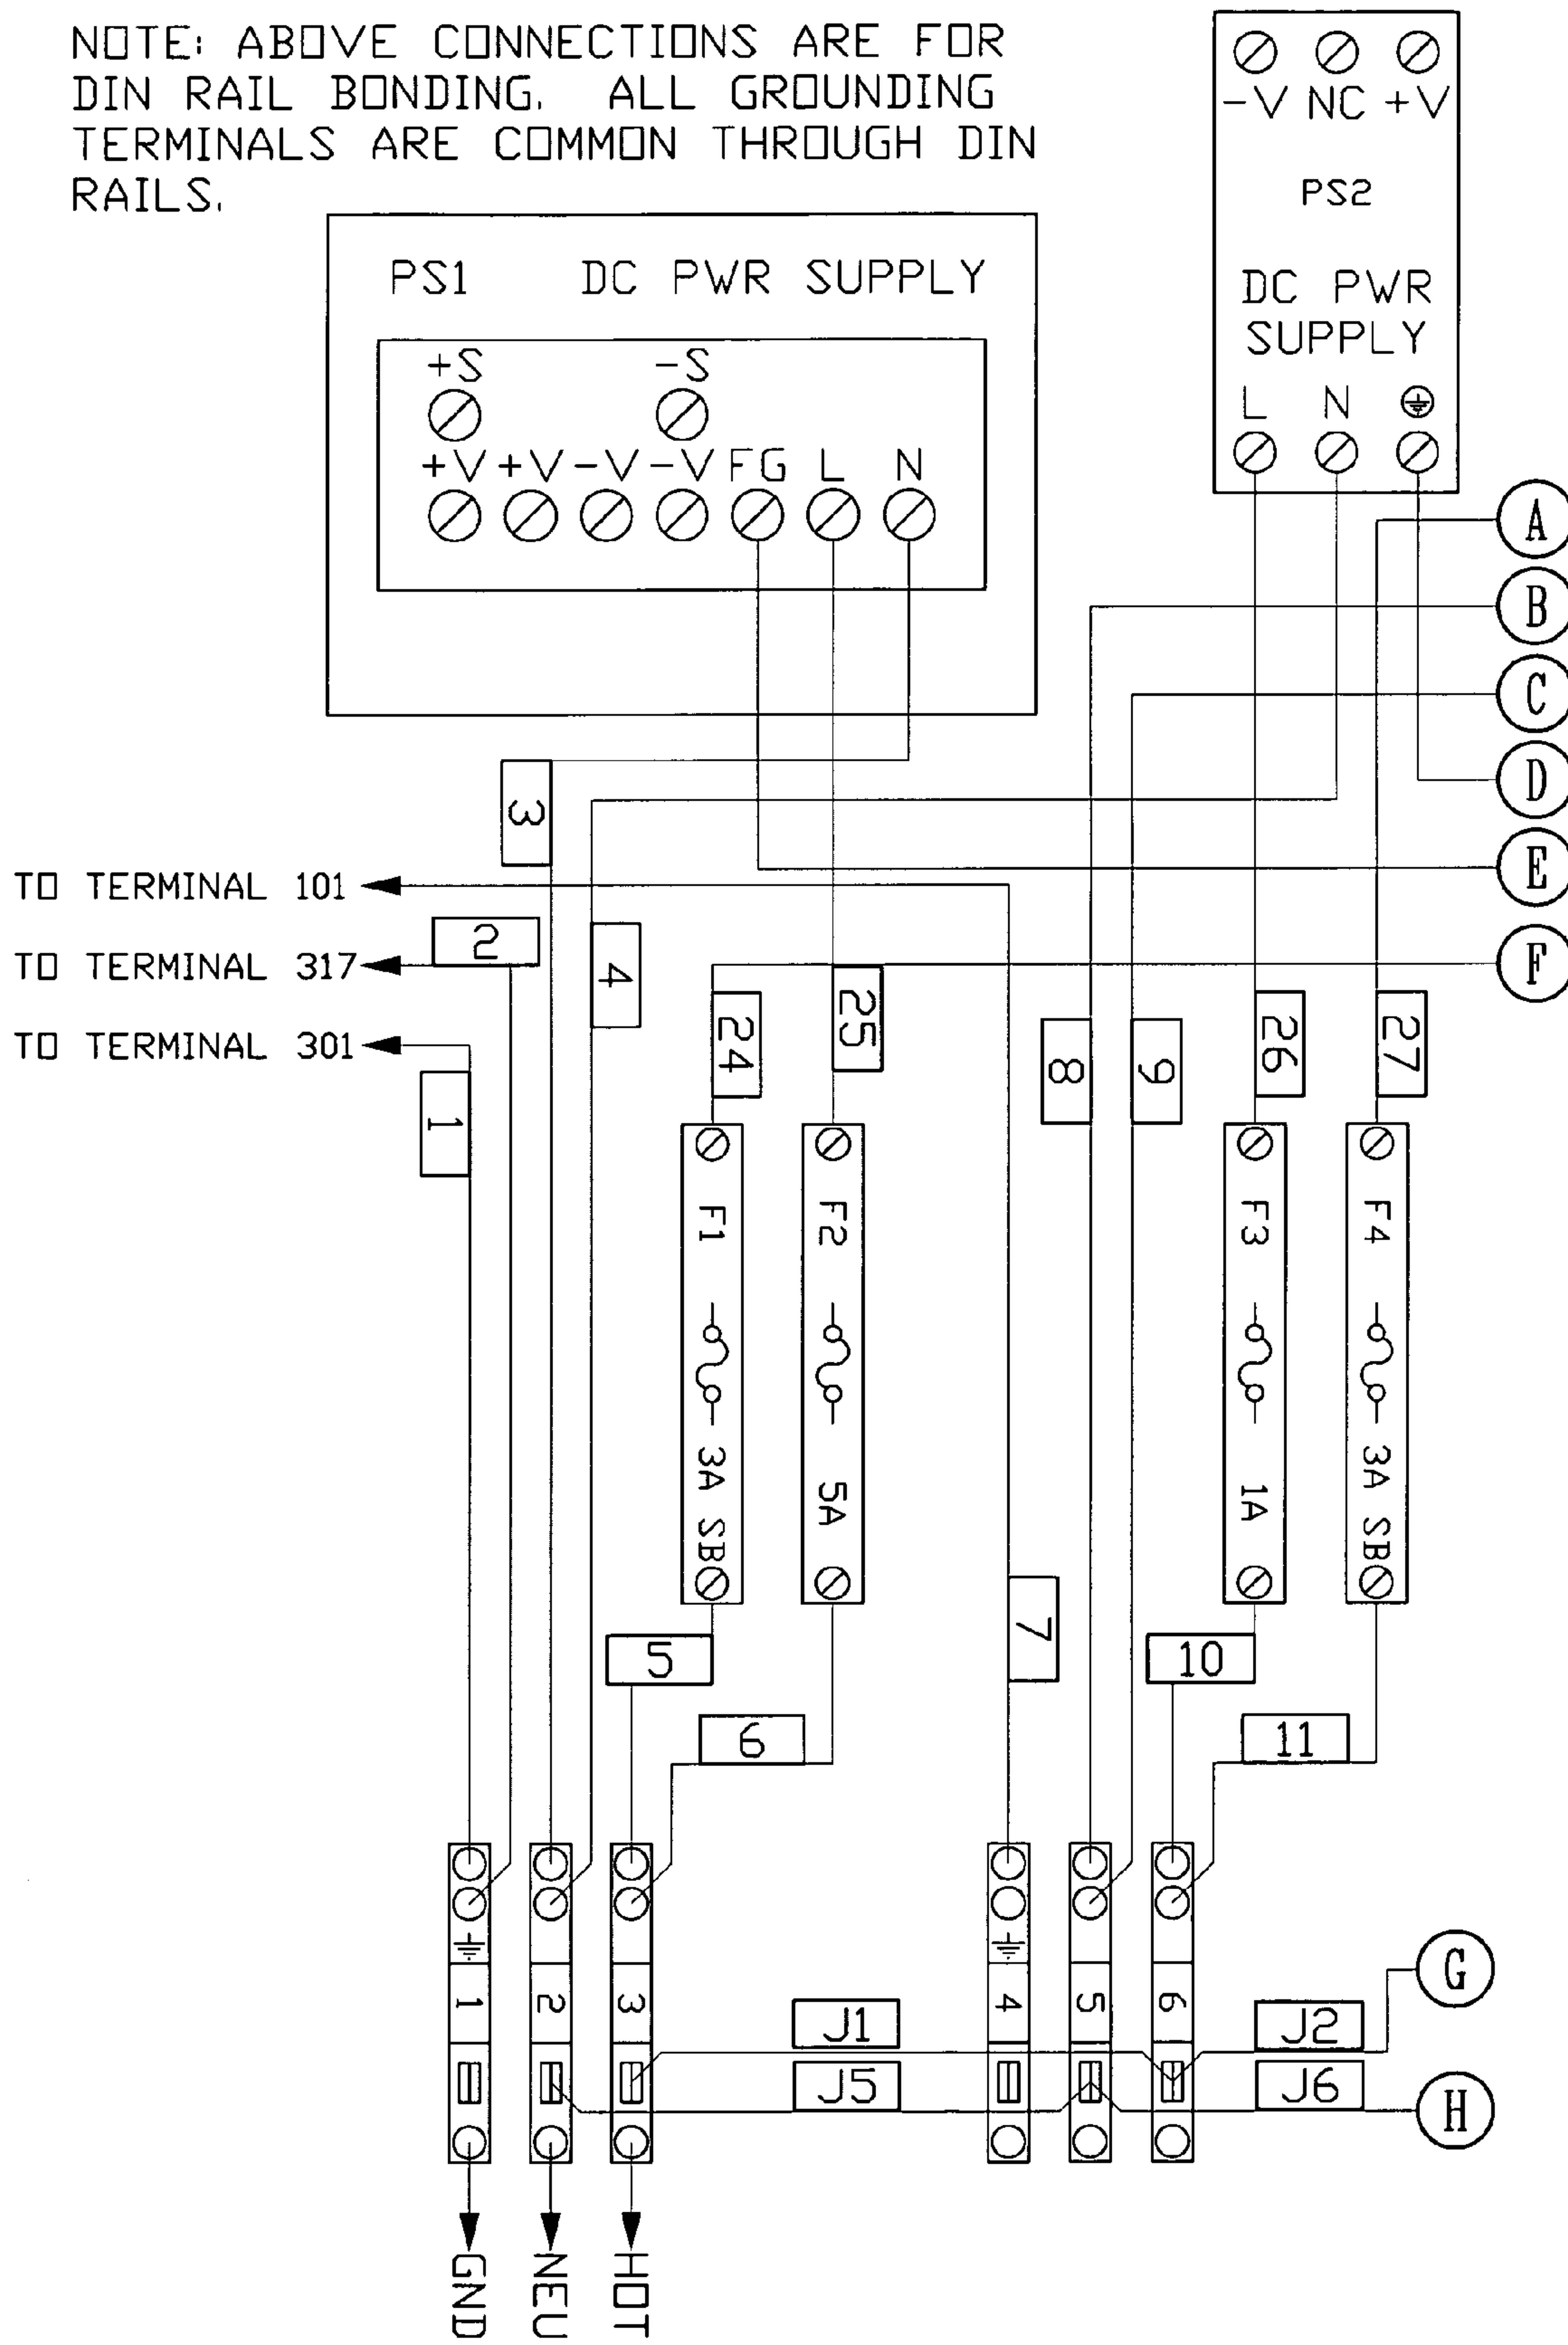 NOTE: ABOVE CONNECTIONS ARE FOR
DIN RAIL BONDING. ALL GROUNDING
TERMINALS ARE COMMON THROUGH DIN
RAILS.
-V NC +V
PS2
DC PWR
SUPPLY
L N
PS1 DC PWR SUPPLY
+S -S
+V +V -V -V FG L N
A
B
C
D
E
F
3
TO TERMINAL 101
2
4
TO TERMINAL 317
TO TERMINAL 301
1
24
25
8
9
26
27
F1
F2
F3
F4
3A SB
5A
1A
3A SB
5
7
10
6
11
G
1
2
3
4
5
6
J1
J2
J5
J6
H
GND
NEU
HOT